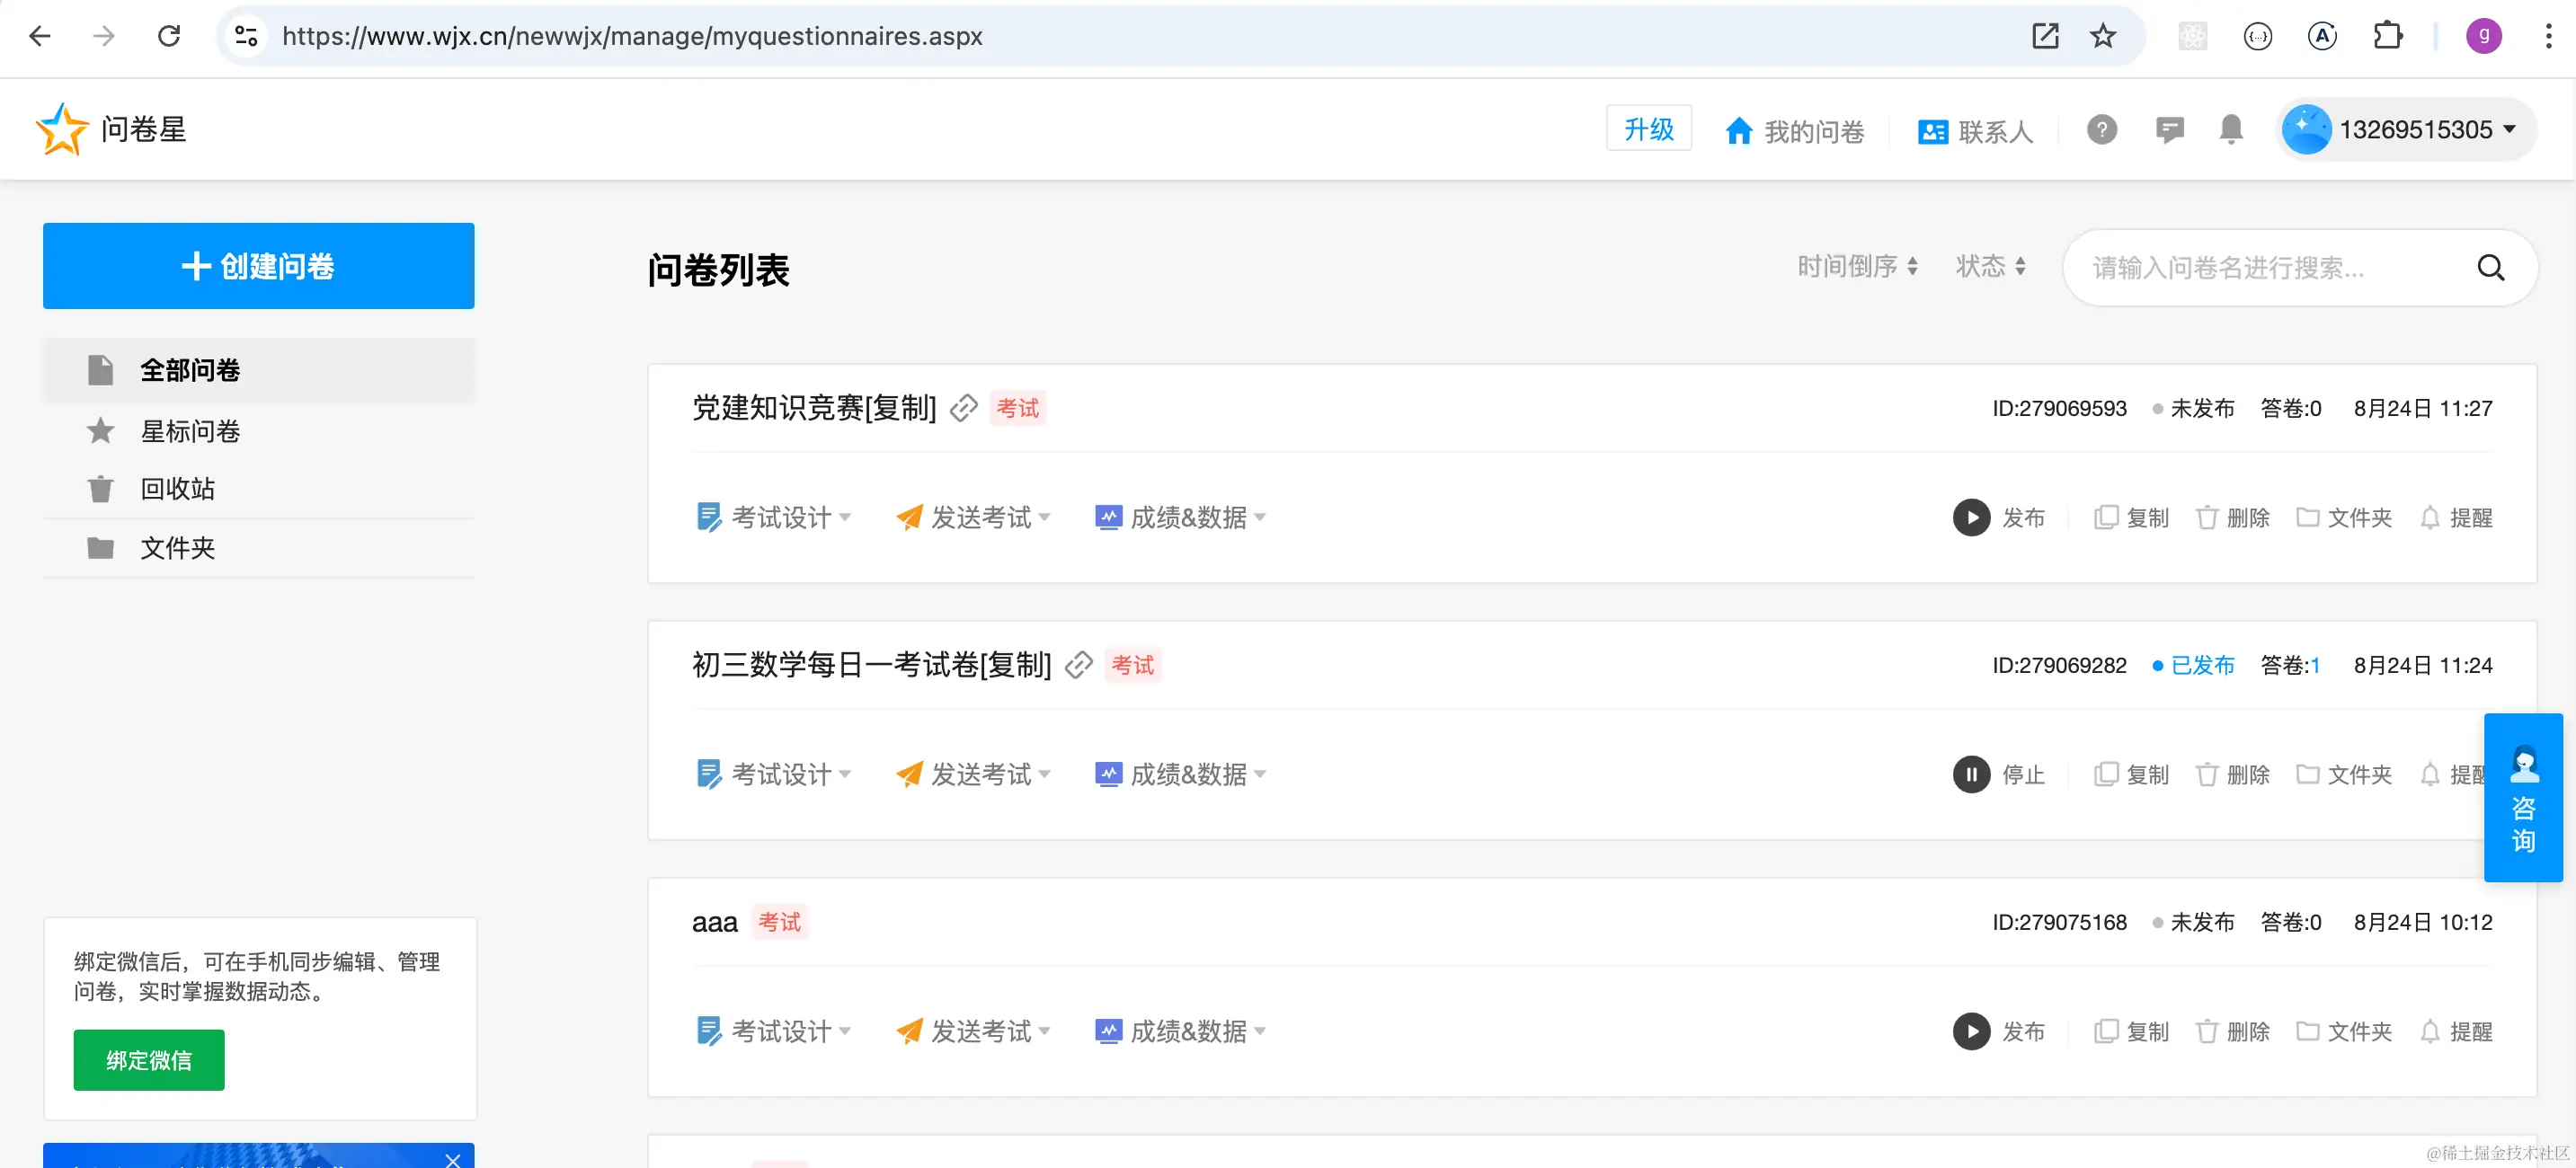 https://www.wjx.cn/newwjx/manage/myquestionnaires.aspx
g
问卷星
升级
我的问卷
联系人
13269515305
创建问卷
全部问卷
星标问卷
回收站
文件夹
绑定微信后，可在手机同步编辑、管理
问卷，实时掌握数据动态。
绑定微信
问卷列表
时间倒序
状态
请输入问卷名进行搜索...
党建知识竞赛[复制] 考试
ID:279069593 未发布 答卷:0 8月24日 11:27
考试设计 发送考试 成绩&数据
发布 复制 删除 文件夹 提醒
初三数学每日一考试卷[复制] 考试
ID:279069282 已发布 答卷:1 8月24日 11:24
考试设计 发送考试 成绩&数据
停止 复制 删除 文件夹 提醒
aaa 考试
ID:279075168 未发布 答卷:0 8月24日 10:12
考试设计 发送考试 成绩&数据
发布 复制 删除 文件夹 提醒
咨
询
@稀土掘金技术社区